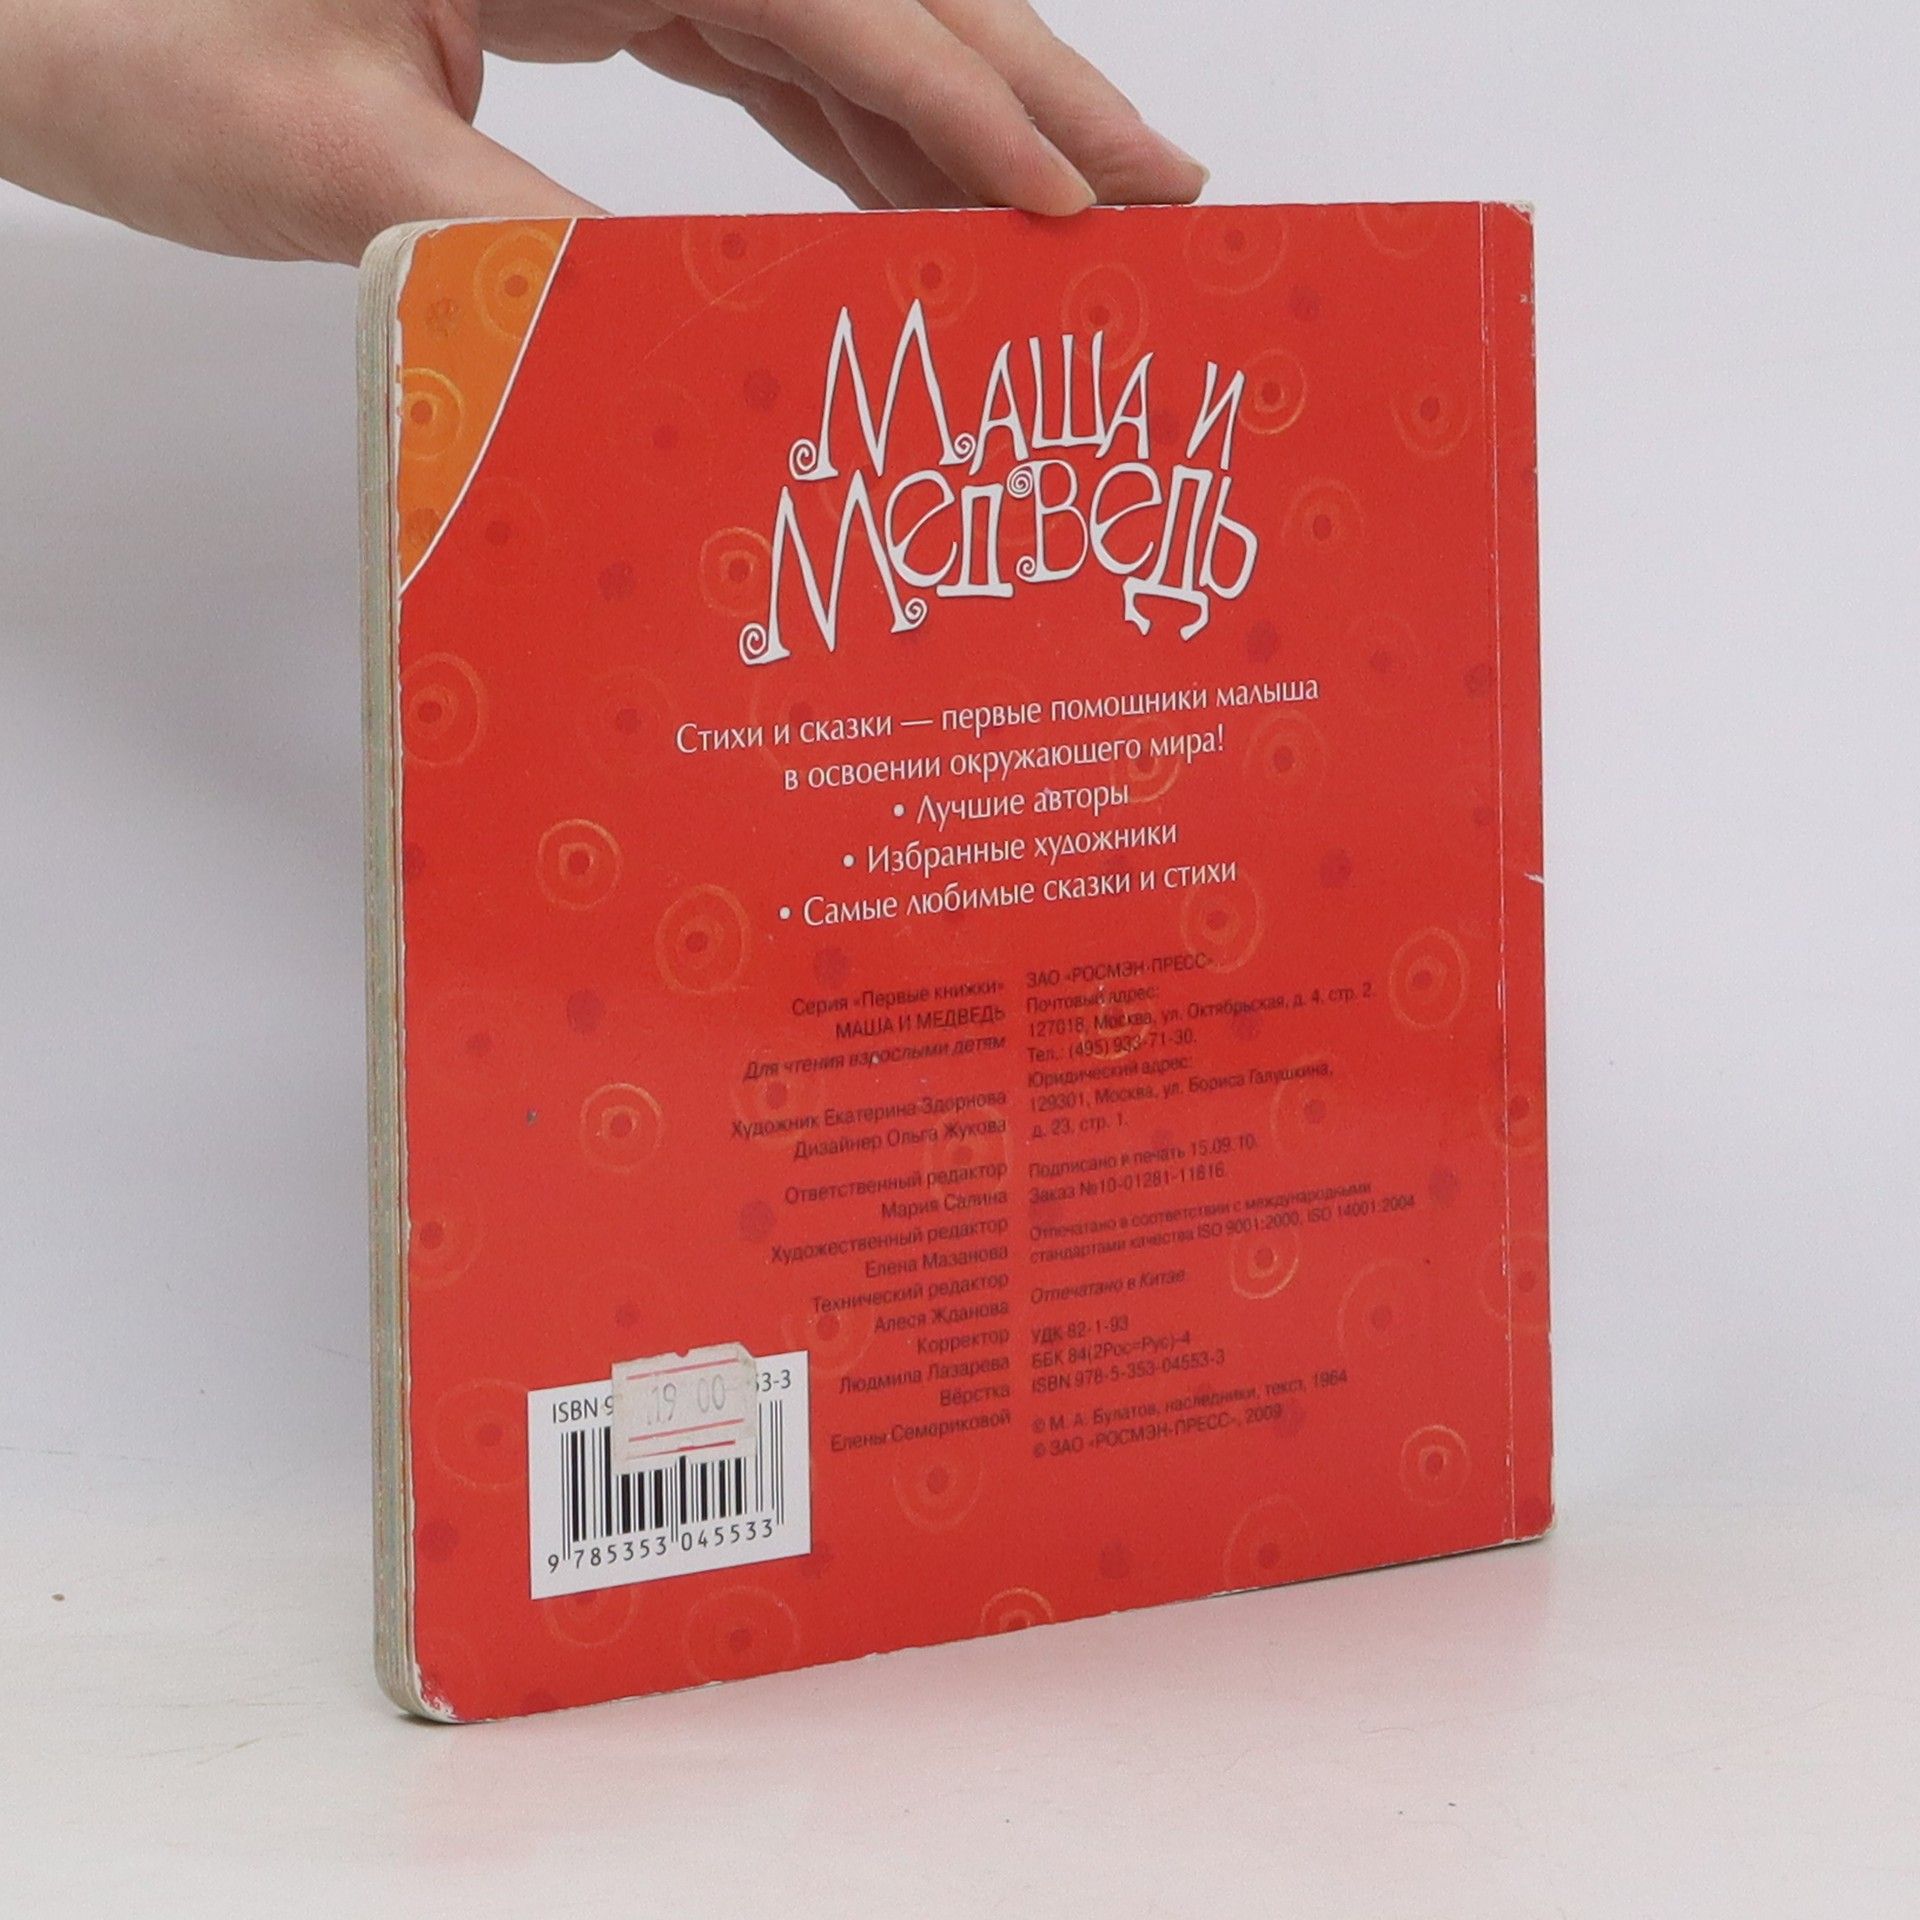 Маша и
Медведь
Стихи и сказки — первые помощники малыша
в освоении окружающего мира!
• Лучшие авторы
• Избранные художники
• Самые любимые сказки и стихи
Серия «Первые книжки»
МАША И МЕДВЕДЬ
Для чтения взрослыми детям
Художник Екатерина Здорнова
Дизайнер Ольга Жукова
Ответственный редактор
Мария Салина
Художественный редактор
Елена Мазанова
Технический редактор
Алеся Жданова
Корректор
Людмила Лазарева
Вёрстка
Елены Семериковой
ЗАО «РОСМЭН-ПРЕСС».
Почтовый адрес:
127018, Москва, ул. Октябрьская, д. 4, стр. 2.
Тел.: (495) 933-71-30.
Юридический адрес:
129301, Москва, ул. Бориса Галушкина,
д. 23, стр. 1.
Подписано в печать 15.09.10.
Заказ №10-01281-11816.
Отпечатано в соответствии с международными
стандартами качества ISO 9001:2000, ISO 14001:2004
Отпечатано в Китае.
УДК 82-1-93
ББК 84(2Рос=Рус)-4
ISBN 978-5-353-04553-3
© М. А. Булатов, наследники, текст, 1964
© ЗАО «РОСМЭН-ПРЕСС», 2009
ISBN 9 53-3
19 00
9 785353 045533